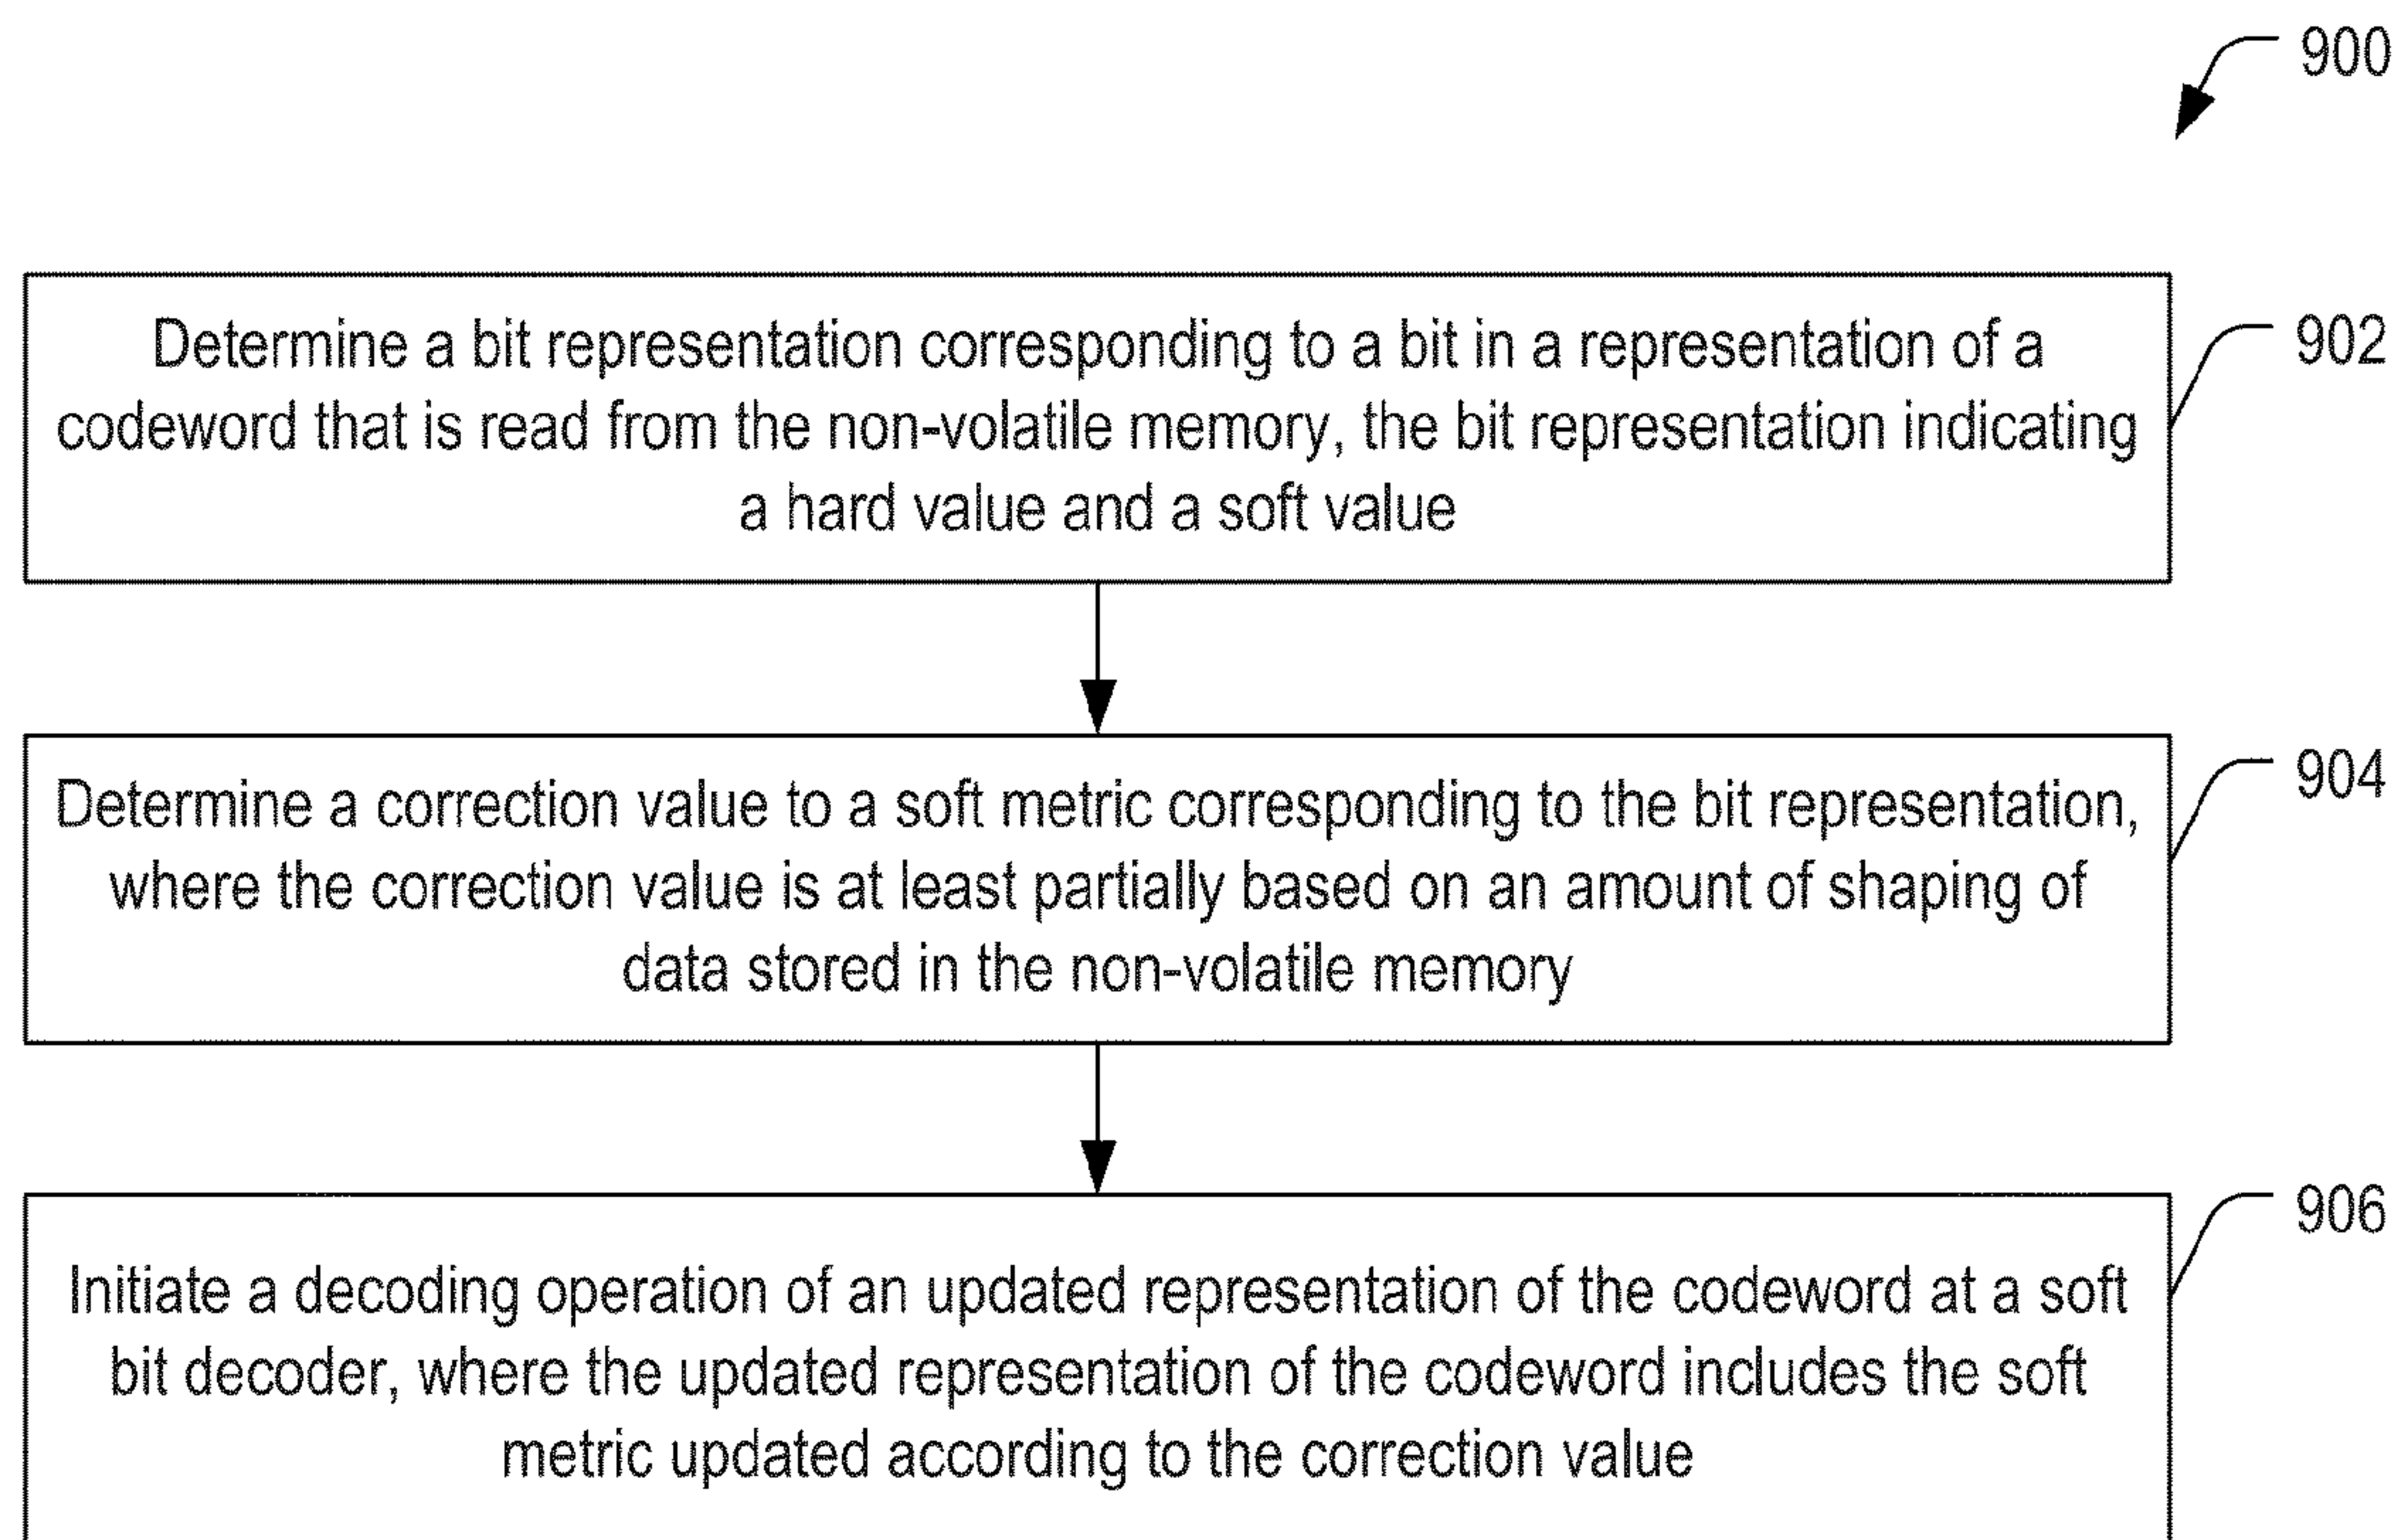 900
Determine a bit representation corresponding to a bit in a representation of a
codeword that is read from the non-volatile memory, the bit representation indicating
a hard value and a soft value
902
Determine a correction value to a soft metric corresponding to the bit representation,
where the correction value is at least partially based on an amount of shaping of
data stored in the non-volatile memory
904
Initiate a decoding operation of an updated representation of the codeword at a soft
bit decoder, where the updated representation of the codeword includes the soft
metric updated according to the correction value
906